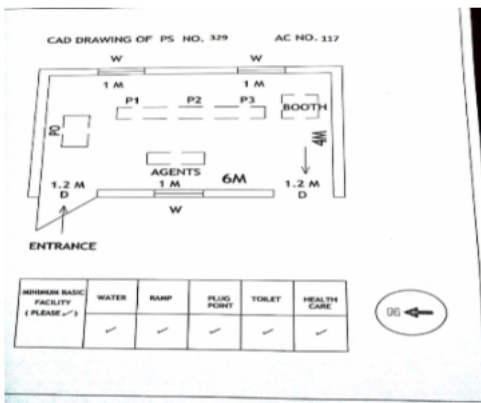 CAD DRAWING OF PS NO. 329 AC NO. 117
W W
1 M 1 M
P1 P2 P3
BOOTH
PO
4M
AGENTS
1.2 M 1 M 6M 1.2 M
D D
W
ENTRANCE
MINIMUM BASIC FACILITY ( PLEASE ✓ ) WATER RAMP PLUG POINT TOILET HEALTH CARE
✓ ✓ ✓ ✓ ✓
N